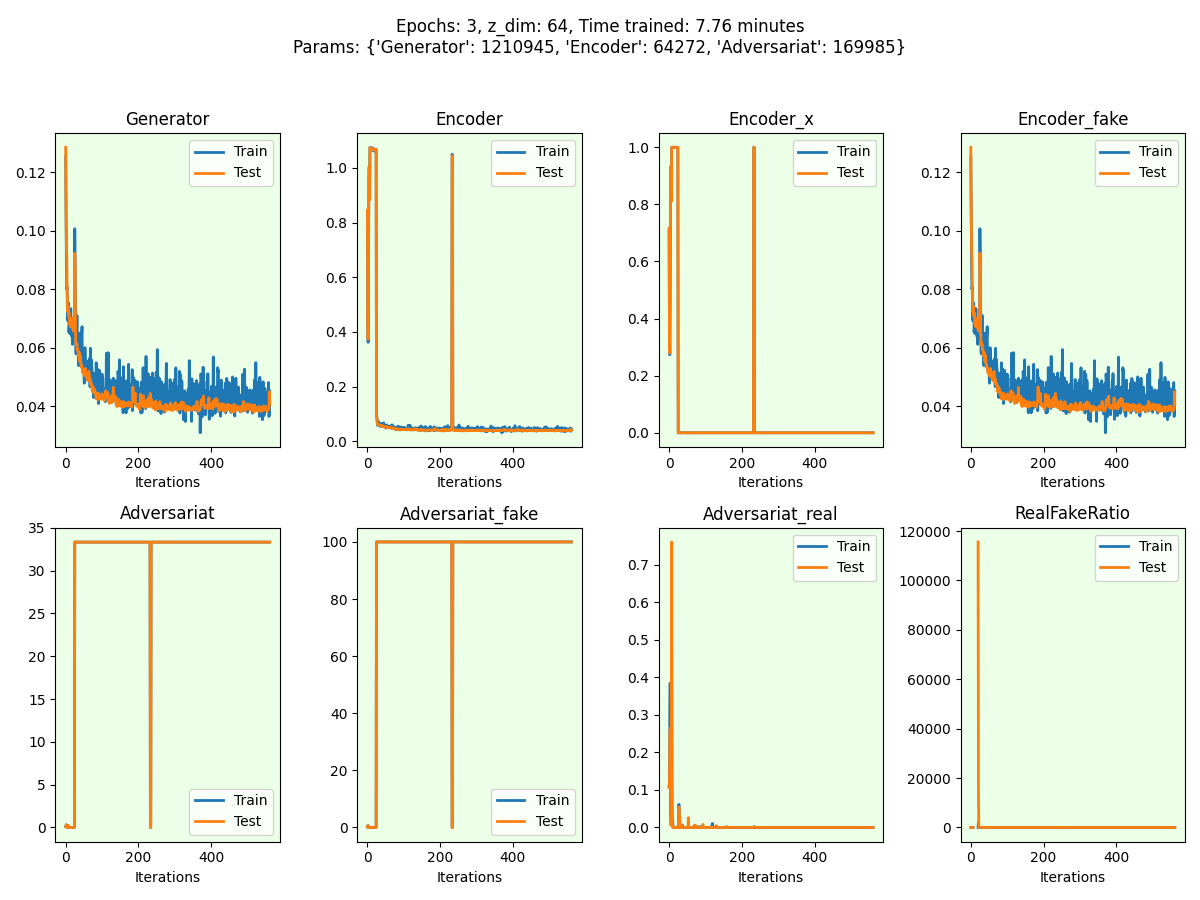 Epochs: 3, z_dim: 64, Time trained: 7.76 minutes
Params: {'Generator': 1210945, 'Encoder': 64272, 'Adversariat': 169985}
Generator
Train
Test
0.12
0.10
0.08
0.06
0.04
0 200 400
Iterations
Encoder
Train
Test
1.0
0.8
0.6
0.4
0.2
0.0
0 200 400
Iterations
Encoder_x
Train
Test
1.0
0.8
0.6
0.4
0.2
0.0
0 200 400
Iterations
Encoder_fake
Train
Test
0.12
0.10
0.08
0.06
0.04
0 200 400
Iterations
Adversariat
35
30
25
20
15
10
5
0
Train
Test
0 200 400
Iterations
Adversariat_fake
100
80
60
40
20
0
Train
Test
0 200 400
Iterations
Adversariat_real
Train
Test
0.7
0.6
0.5
0.4
0.3
0.2
0.1
0.0
0 200 400
Iterations
RealFakeRatio
Train
Test
120000
100000
80000
60000
40000
20000
0
0 200 400
Iterations